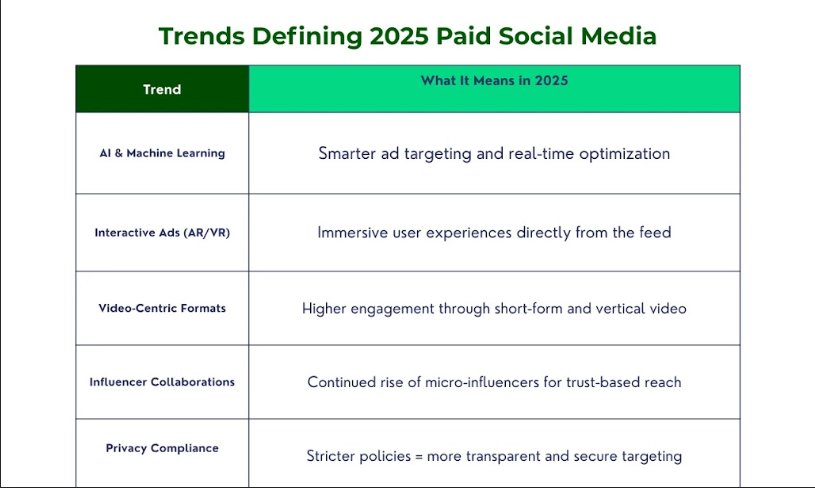 Trends Defining 2025 Paid Social Media
Trend
What It Means in 2025
AI & Machine Learning
Smarter ad targeting and real-time optimization
Interactive Ads (AR/VR)
Immersive user experiences directly from the feed
Video-Centric Formats
Higher engagement through short-form and vertical video
Influencer Collaborations
Continued rise of micro-influencers for trust-based reach
Privacy Compliance
Stricter policies = more transparent and secure targeting